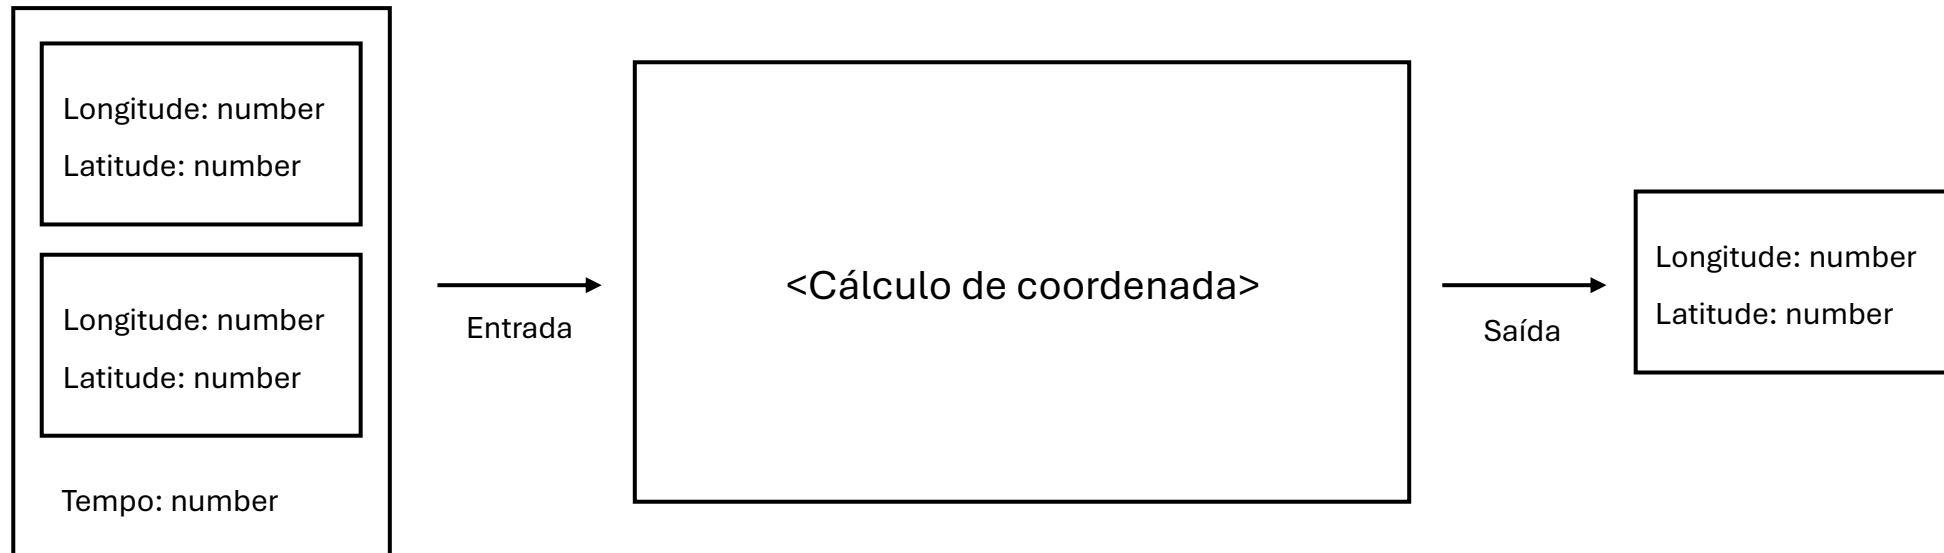 Longitude: number
Latitude: number
Longitude: number
Latitude: number
Tempo: number
Entrada
<Cálculo de coordenada>
Saída
Longitude: number
Latitude: number